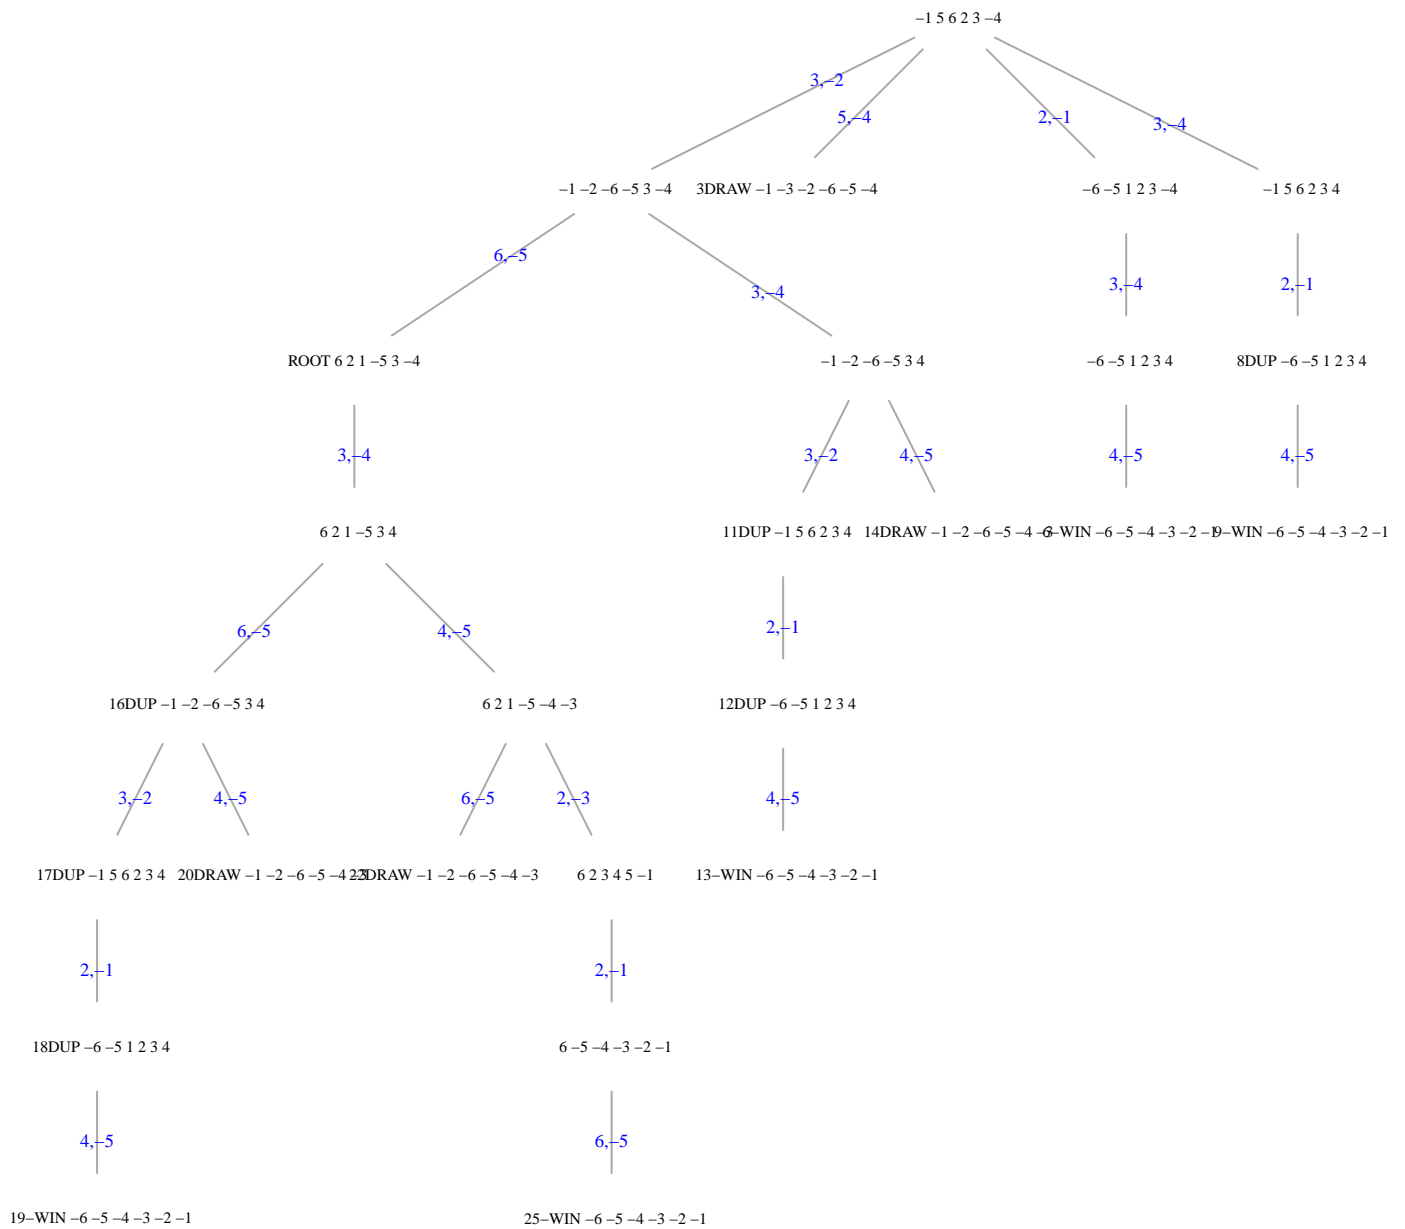 −1 5 6 2 3 −4
3,−2
5,−4
2,−1
3,−4
−1 −2 −6 −5 3 −4
3DRAW −1 −3 −2 −6 −5 −4
−6 −5 1 2 3 −4
−1 5 6 2 3 4
6,−5
3,−4
3,−4
2,−1
ROOT 6 2 1 −5 3 −4
−1 −2 −6 −5 3 4
−6 −5 1 2 3 4
8DUP −6 −5 1 2 3 4
3,−4
3,−2
4,−5
4,−5
4,−5
6 2 1 −5 3 4
11DUP −1 5 6 2 3 4
14DRAW −1 −2 −6 −5 −4
−WIN −6 −5 −4 −3 −2
9−WIN −6 −5 −4 −3 −2 −1
6,−5
4,−5
2,−1
16DUP −1 −2 −6 −5 3 4
6 2 1 −5 −4 −3
12DUP −6 −5 1 2 3 4
3,−2
4,−5
6,−5
2,−3
4,−5
17DUP −1 5 6 2 3 4
20DRAW −1 −2 −6 −5 −4
DRAW −1 −2 −6 −5 −4 −3
6 2 3 4 5 −1
13−WIN −6 −5 −4 −3 −2 −1
2,−1
2,−1
18DUP −6 −5 1 2 3 4
6 −5 −4 −3 −2 −1
4,−5
6,−5
19−WIN −6 −5 −4 −3 −2 −1
25−WIN −6 −5 −4 −3 −2 −1